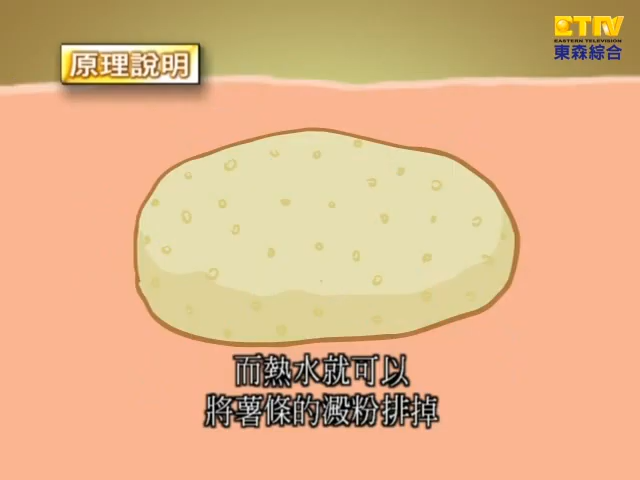 ETTV
EASTERN TELEVISION
東森綜合
原理說明
而熱水就可以
將薯條的澱粉排掉